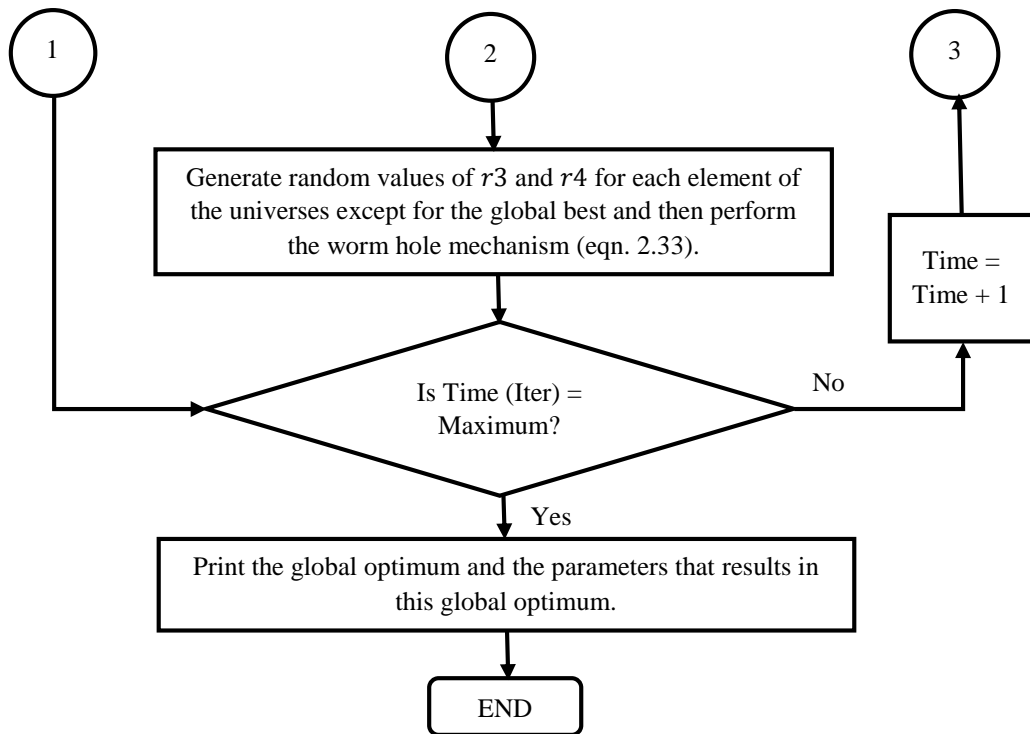 1
2
3
Generate random values of r3 and r4 for each element of
the universes except for the global best and then perform
the worm hole mechanism (eqn. 2.33).
Time =
Time + 1
Is Time (Iter) =
Maximum?
No
Yes
Print the global optimum and the parameters that results in
this global optimum.
END